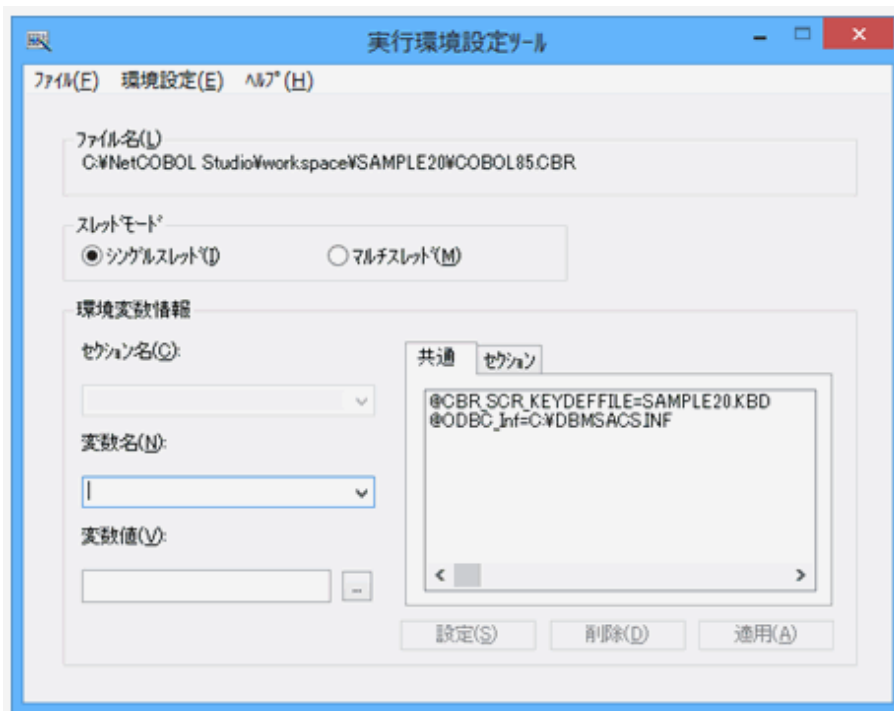 実行環境設定ﾂｰﾙ
ﾌｧｲﾙ(F) 環境設定(E) ﾍﾙﾌﾟ(H)
ファイル名(L)
C:¥NetCOBOL Studio¥workspace¥SAMPLE20¥COBOL85.CBR
ｽﾚｯﾄﾞﾓｰﾄﾞ
ｼﾝｸﾞﾙｽﾚｯﾄﾞ(I) ﾏﾙﾁｽﾚｯﾄﾞ(M)
環境変数情報
ｾｸｼｮﾝ名(C):
共通 ｾｸｼｮﾝ
@CBR_SCR_KEYDEFFILE=SAMPLE20.KBD
@ODBC_Inf=C:¥DBMSACS.INF
変数名(N):
変数値(V):
...
設定(S) 削除(D) 適用(A)